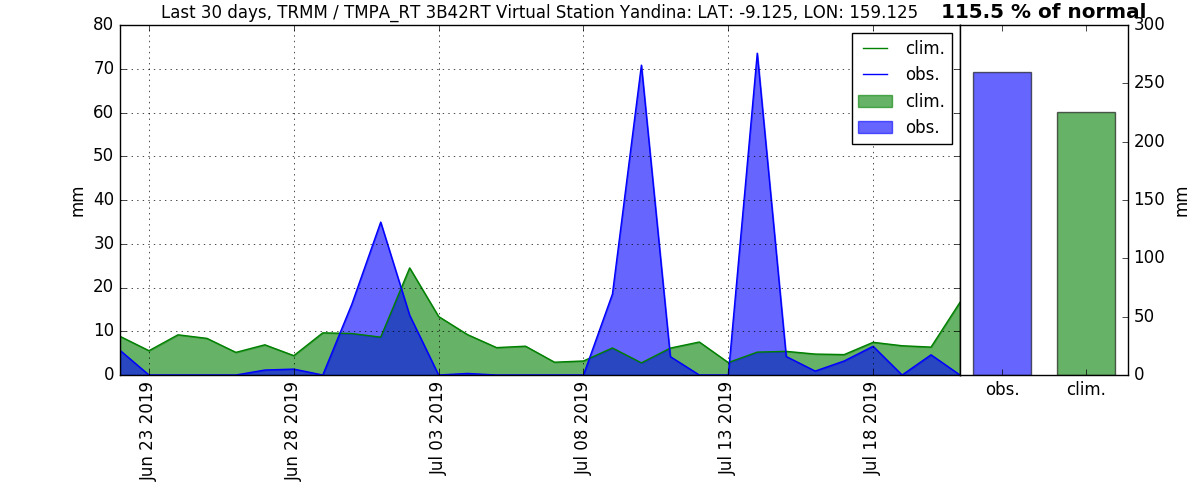 Last 30 days, TRMM / TMPA_RT 3B42RT Virtual Station Yandina: LAT: -9.125, LON: 159.125
115.5 % of normal
80
70
60
50
40
30
20
10
0
mm
clim.
obs.
clim.
obs.
300
250
200
150
100
50
0
mm
Jun 23 2019
Jun 28 2019
Jul 03 2019
Jul 08 2019
Jul 13 2019
Jul 18 2019
obs.
clim.